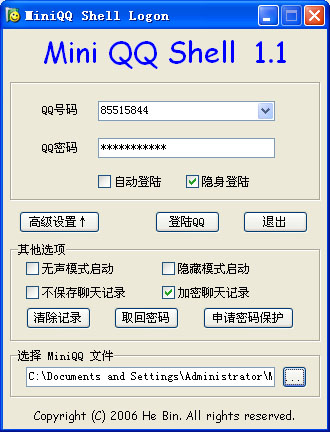 MiniQQ Shell Logon
Mini QQ Shell 1.1
QQ号码 85515844
QQ密码 ***********
自动登陆 隐身登陆
高级设置↑ 登陆QQ 退出
其他选项
无声模式启动 隐藏模式启动
不保存聊天记录 加密聊天记录
清除记录 取回密码 申请密码保护
选择 MiniQQ 文件
C:\Documents and Settings\Administrator\M ...
Copyright (C) 2006 He Bin. All rights reserved.